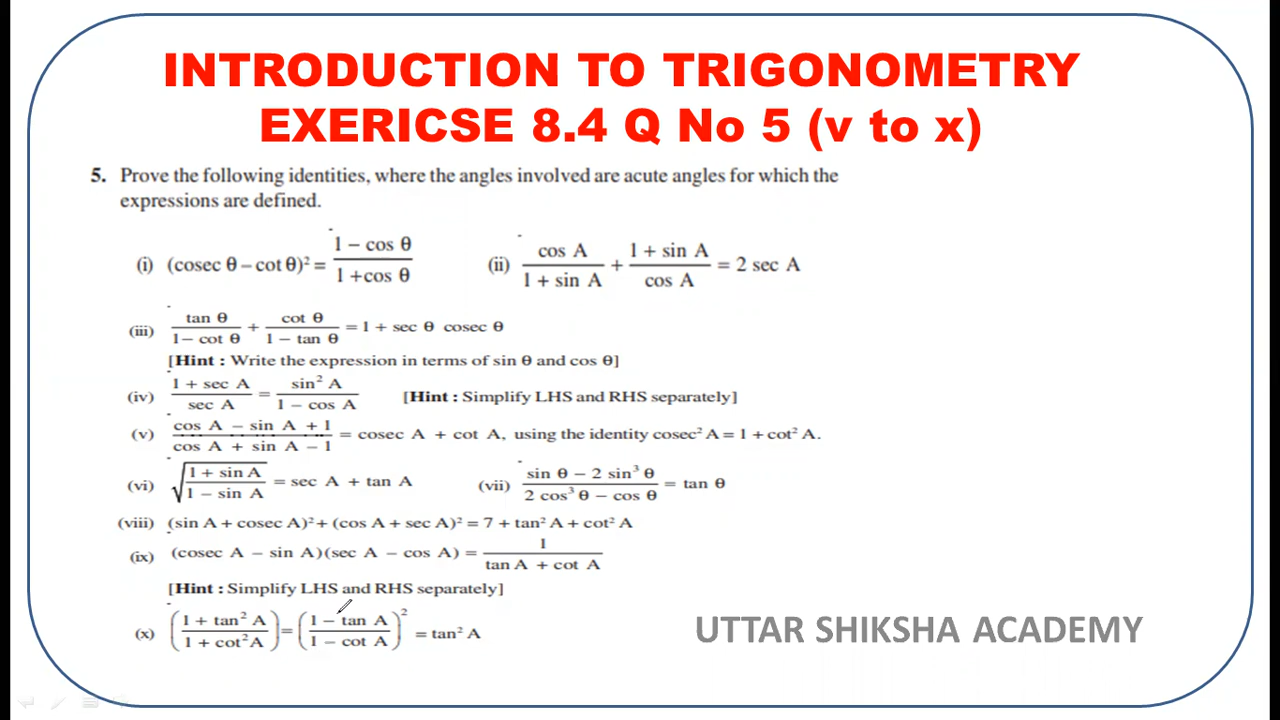 INTRODUCTION TO TRIGONOMETRY
EXERICSE 8.4 Q No 5 (v to x)
5. Prove the following identities, where the angles involved are acute angles for which the
expressions are defined.
(i) (cosec θ – cot θ)² = (1 – cos θ)/(1 + cos θ) (ii) cos A/(1 + sin A) + (1 + sin A)/cos A = 2 sec A
(iii) tan θ/(1 – cot θ) + cot θ/(1 – tan θ) = 1 + sec θ cosec θ
[Hint : Write the expression in terms of sin θ and cos θ]
(iv) (1 + sec A)/sec A = sin² A/(1 – cos A) [Hint : Simplify LHS and RHS separately]
(v) (cos A – sin A + 1)/(cos A + sin A – 1) = cosec A + cot A, using the identity cosec² A = 1 + cot² A.
(vi) √((1 + sin A)/(1 – sin A)) = sec A + tan A (vii) (sin θ – 2 sin³ θ)/(2 cos³ θ – cos θ) = tan θ
(viii) (sin A + cosec A)² + (cos A + sec A)² = 7 + tan² A + cot² A
(ix) (cosec A – sin A)(sec A – cos A) = 1/(tan A + cot A)
[Hint : Simplify LHS and RHS separately]
(x) ((1 + tan² A)/(1 + cot² A)) = ((1 – tan A)/(1 – cot A))² = tan² A
UTTAR SHIKSHA ACADEMY